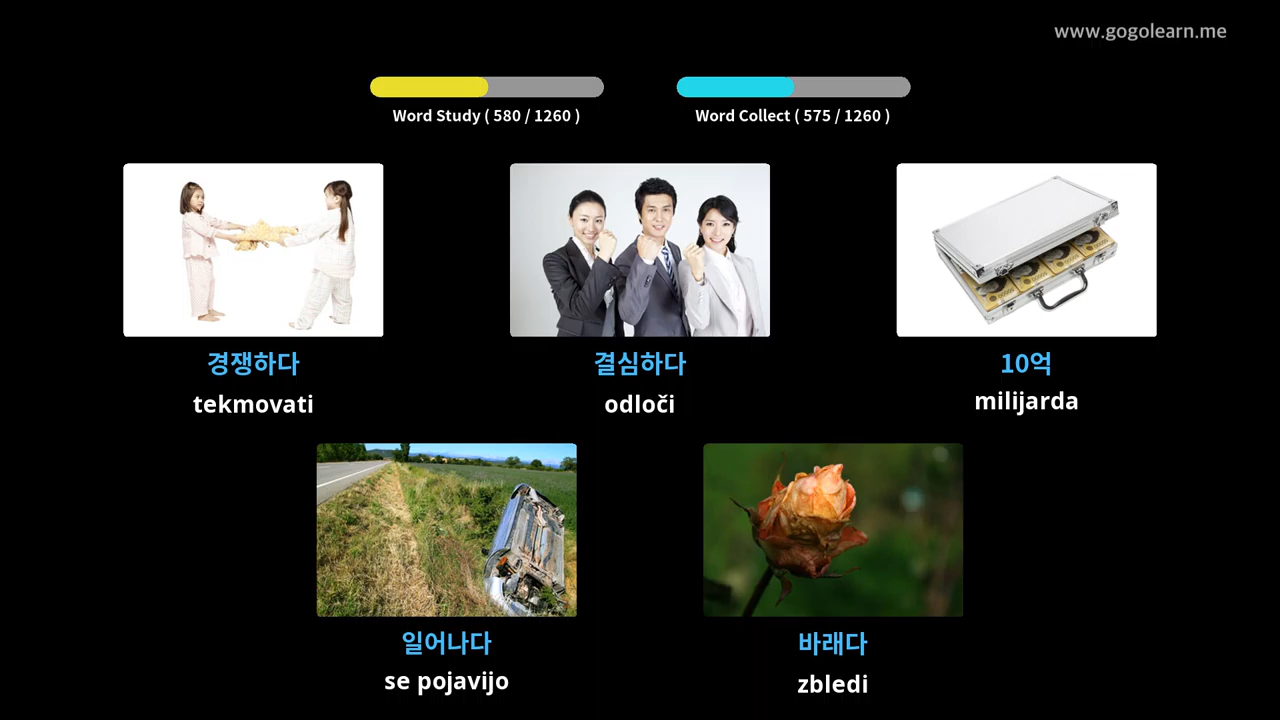 www.gogolearn.me
Word Study ( 580 / 1260 )
Word Collect ( 575 / 1260 )
경쟁하다
tekmovati
결심하다
odloči
10억
milijarda
일어나다
se pojavijo
바래다
zbledi